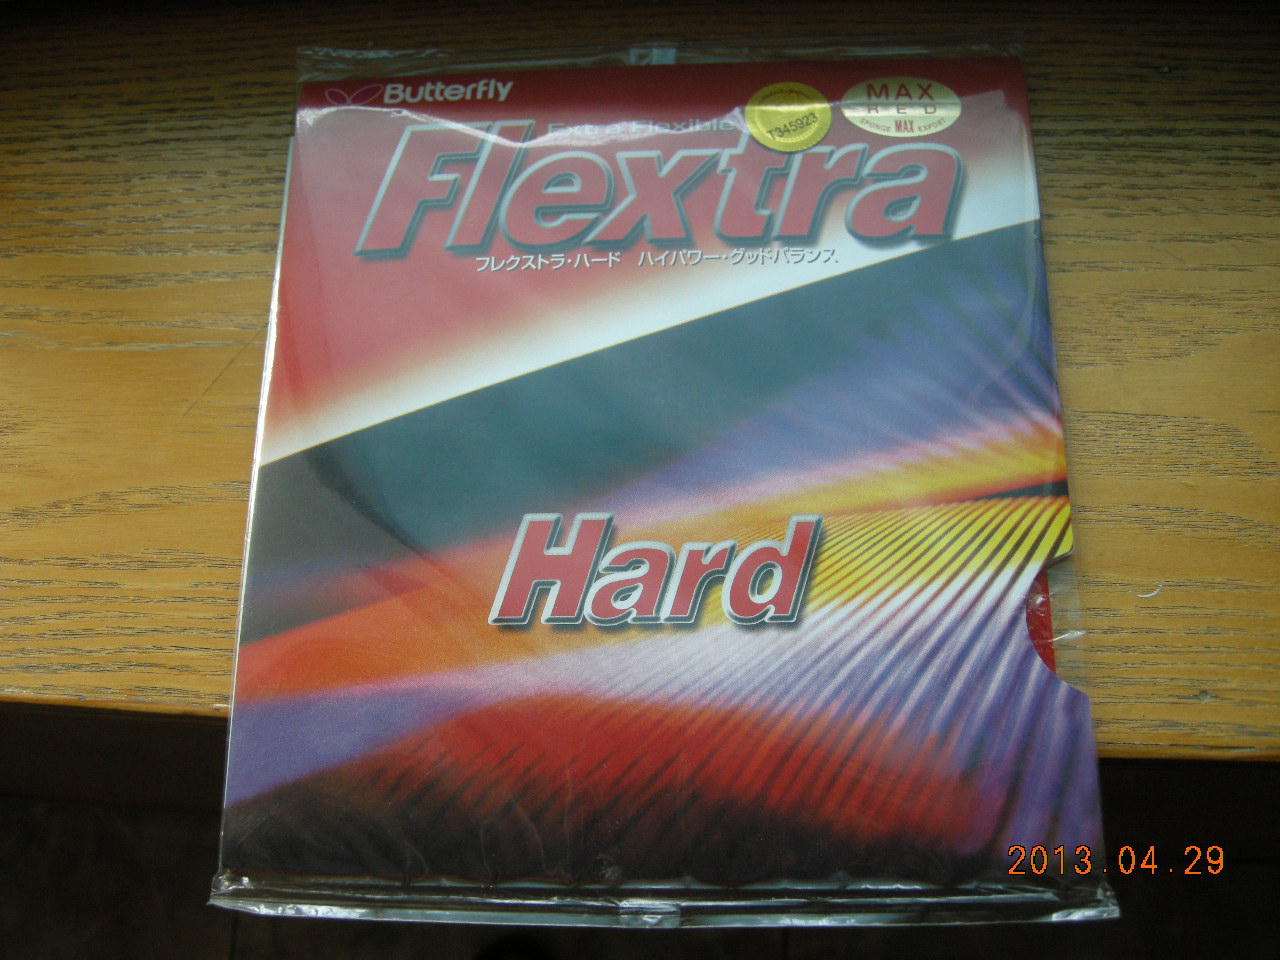 Butterfly
MAX
RED
SPONGE MAX EXPORT
T345923
Extra Flexible
Flextra
フレクストラ・ハード ハイパワー・グッドバランス、
Hard
2013.04.29